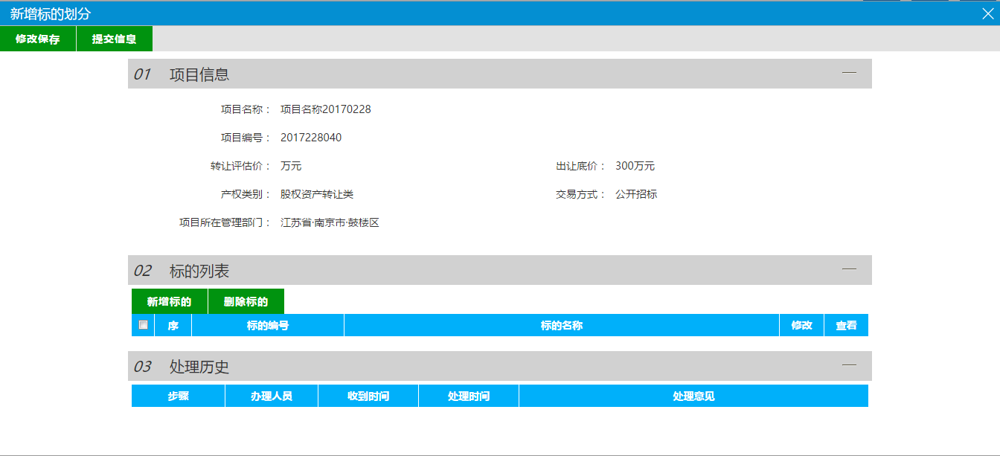 新增标的划分
修改保存 提交信息
01 项目信息
项目名称： 项目名称20170228
项目编号： 2017228040
转让评估价： 万元 出让底价： 300万元
产权类别： 股权资产转让类 交易方式： 公开招标
项目所在管理部门： 江苏省·南京市·鼓楼区
02 标的列表
新增标的 删除标的
序 标的编号 标的名称 修改 查看
03 处理历史
步骤 办理人员 收到时间 处理时间 处理意见